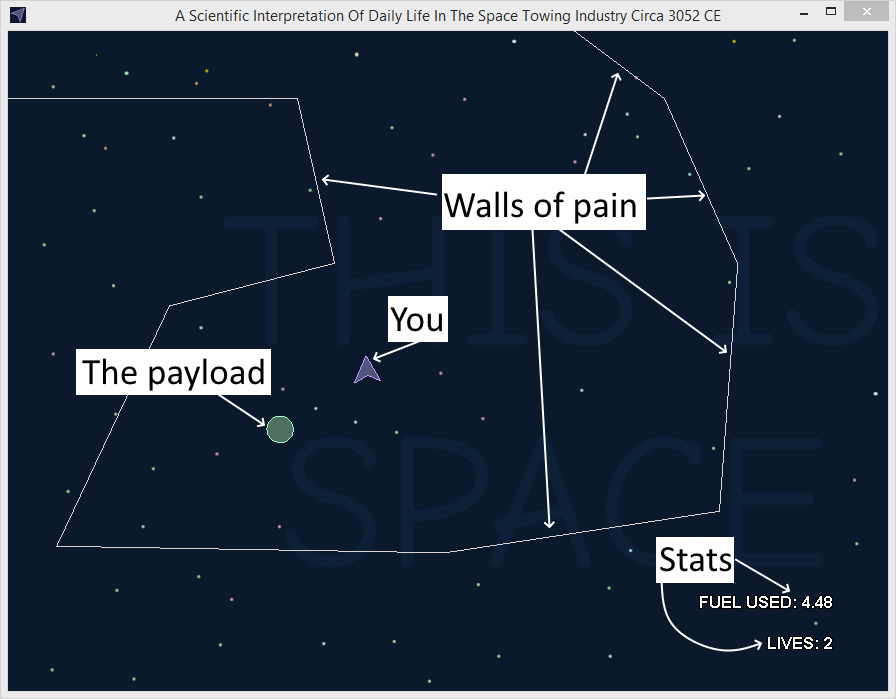 A Scientific Interpretation Of Daily Life In The Space Towing Industry Circa 3052 CE
THIS IS
SPACE
Walls of pain
You
The payload
Stats
FUEL USED: 4.48
LIVES: 2